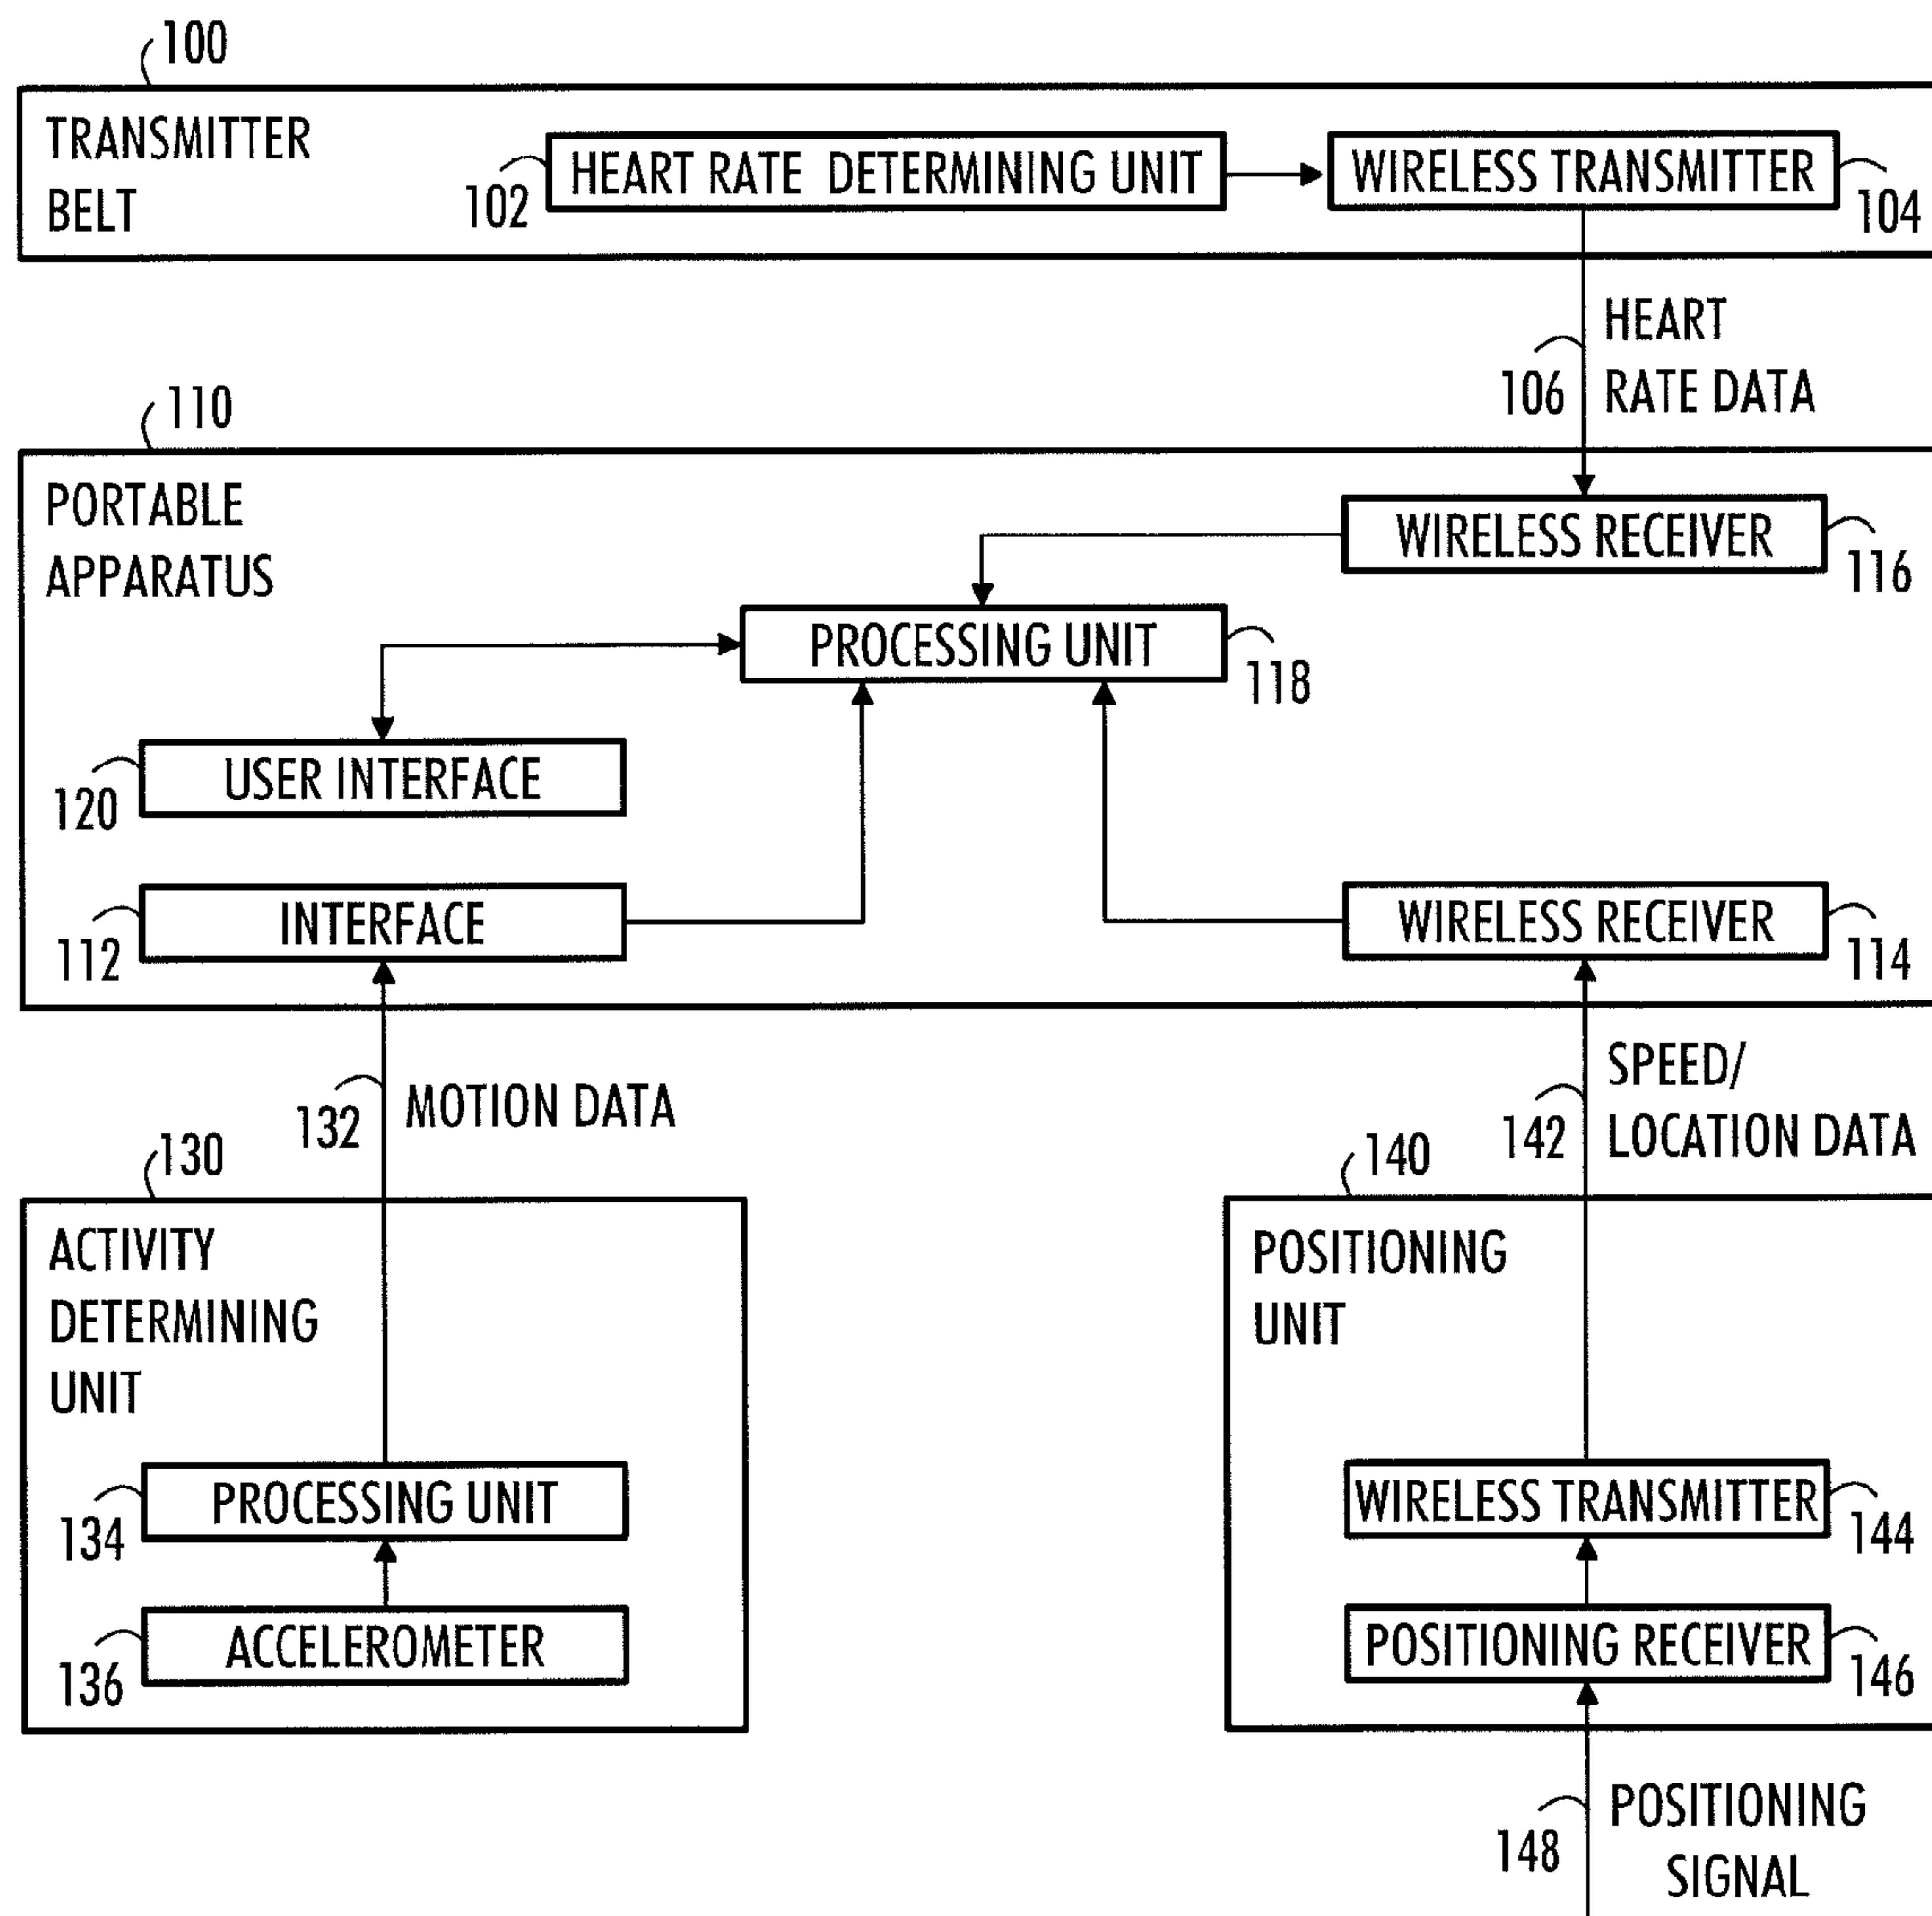 100
TRANSMITTER
BELT
102
HEART RATE DETERMINING UNIT
WIRELESS TRANSMITTER
104
106
HEART
RATE DATA
110
PORTABLE
APPARATUS
WIRELESS RECEIVER
116
PROCESSING UNIT
118
USER INTERFACE
120
INTERFACE
112
WIRELESS RECEIVER
114
132
MOTION DATA
142
SPEED/
LOCATION DATA
130
ACTIVITY
DETERMINING
UNIT
PROCESSING UNIT
134
ACCELEROMETER
136
140
POSITIONING
UNIT
WIRELESS TRANSMITTER
144
POSITIONING RECEIVER
146
148
POSITIONING
SIGNAL